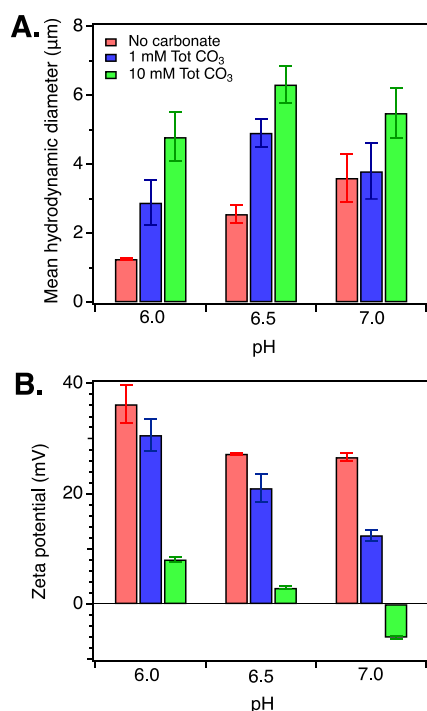 A.
Mean hydrodynamic diameter (μm)
8
6
4
2
0
No carbonate
1 mM Tot CO₃
10 mM Tot CO₃
6.0 6.5 7.0
pH
B.
Zeta potential (mV)
40
20
0
6.0 6.5 7.0
pH